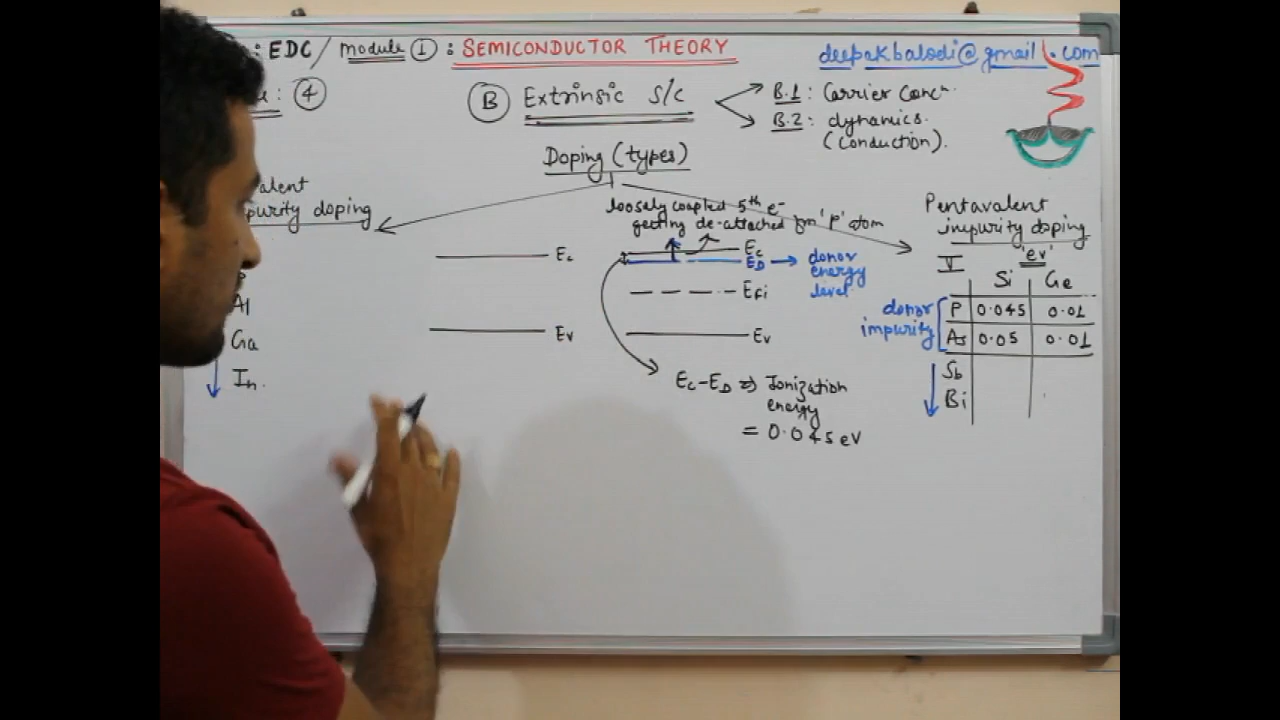 : EDC / Module ① : SEMICONDUCTOR THEORY
deepakbalodi@gmail.com
: ④
Ⓑ Extrinsic S/C
B.1 : Carrier Concⁿ.
B.2 : dynamics.
(Conduction).
Doping (types)
valent
purity doping
Al
Ga
In.
Ec
Ev
loosely coupled 5th e-
getting de-attached fm 'P' atom
Ec
ED → donor
energy
level
Efi
Ev
Ec-ED ⇒ Ionization
energy
= 0.045 eV
Pentavalent
impurity doping
V 'ev'
Si Ge
donor
impurity
P 0.045 0.01
As 0.05 0.01
Sb
Bi